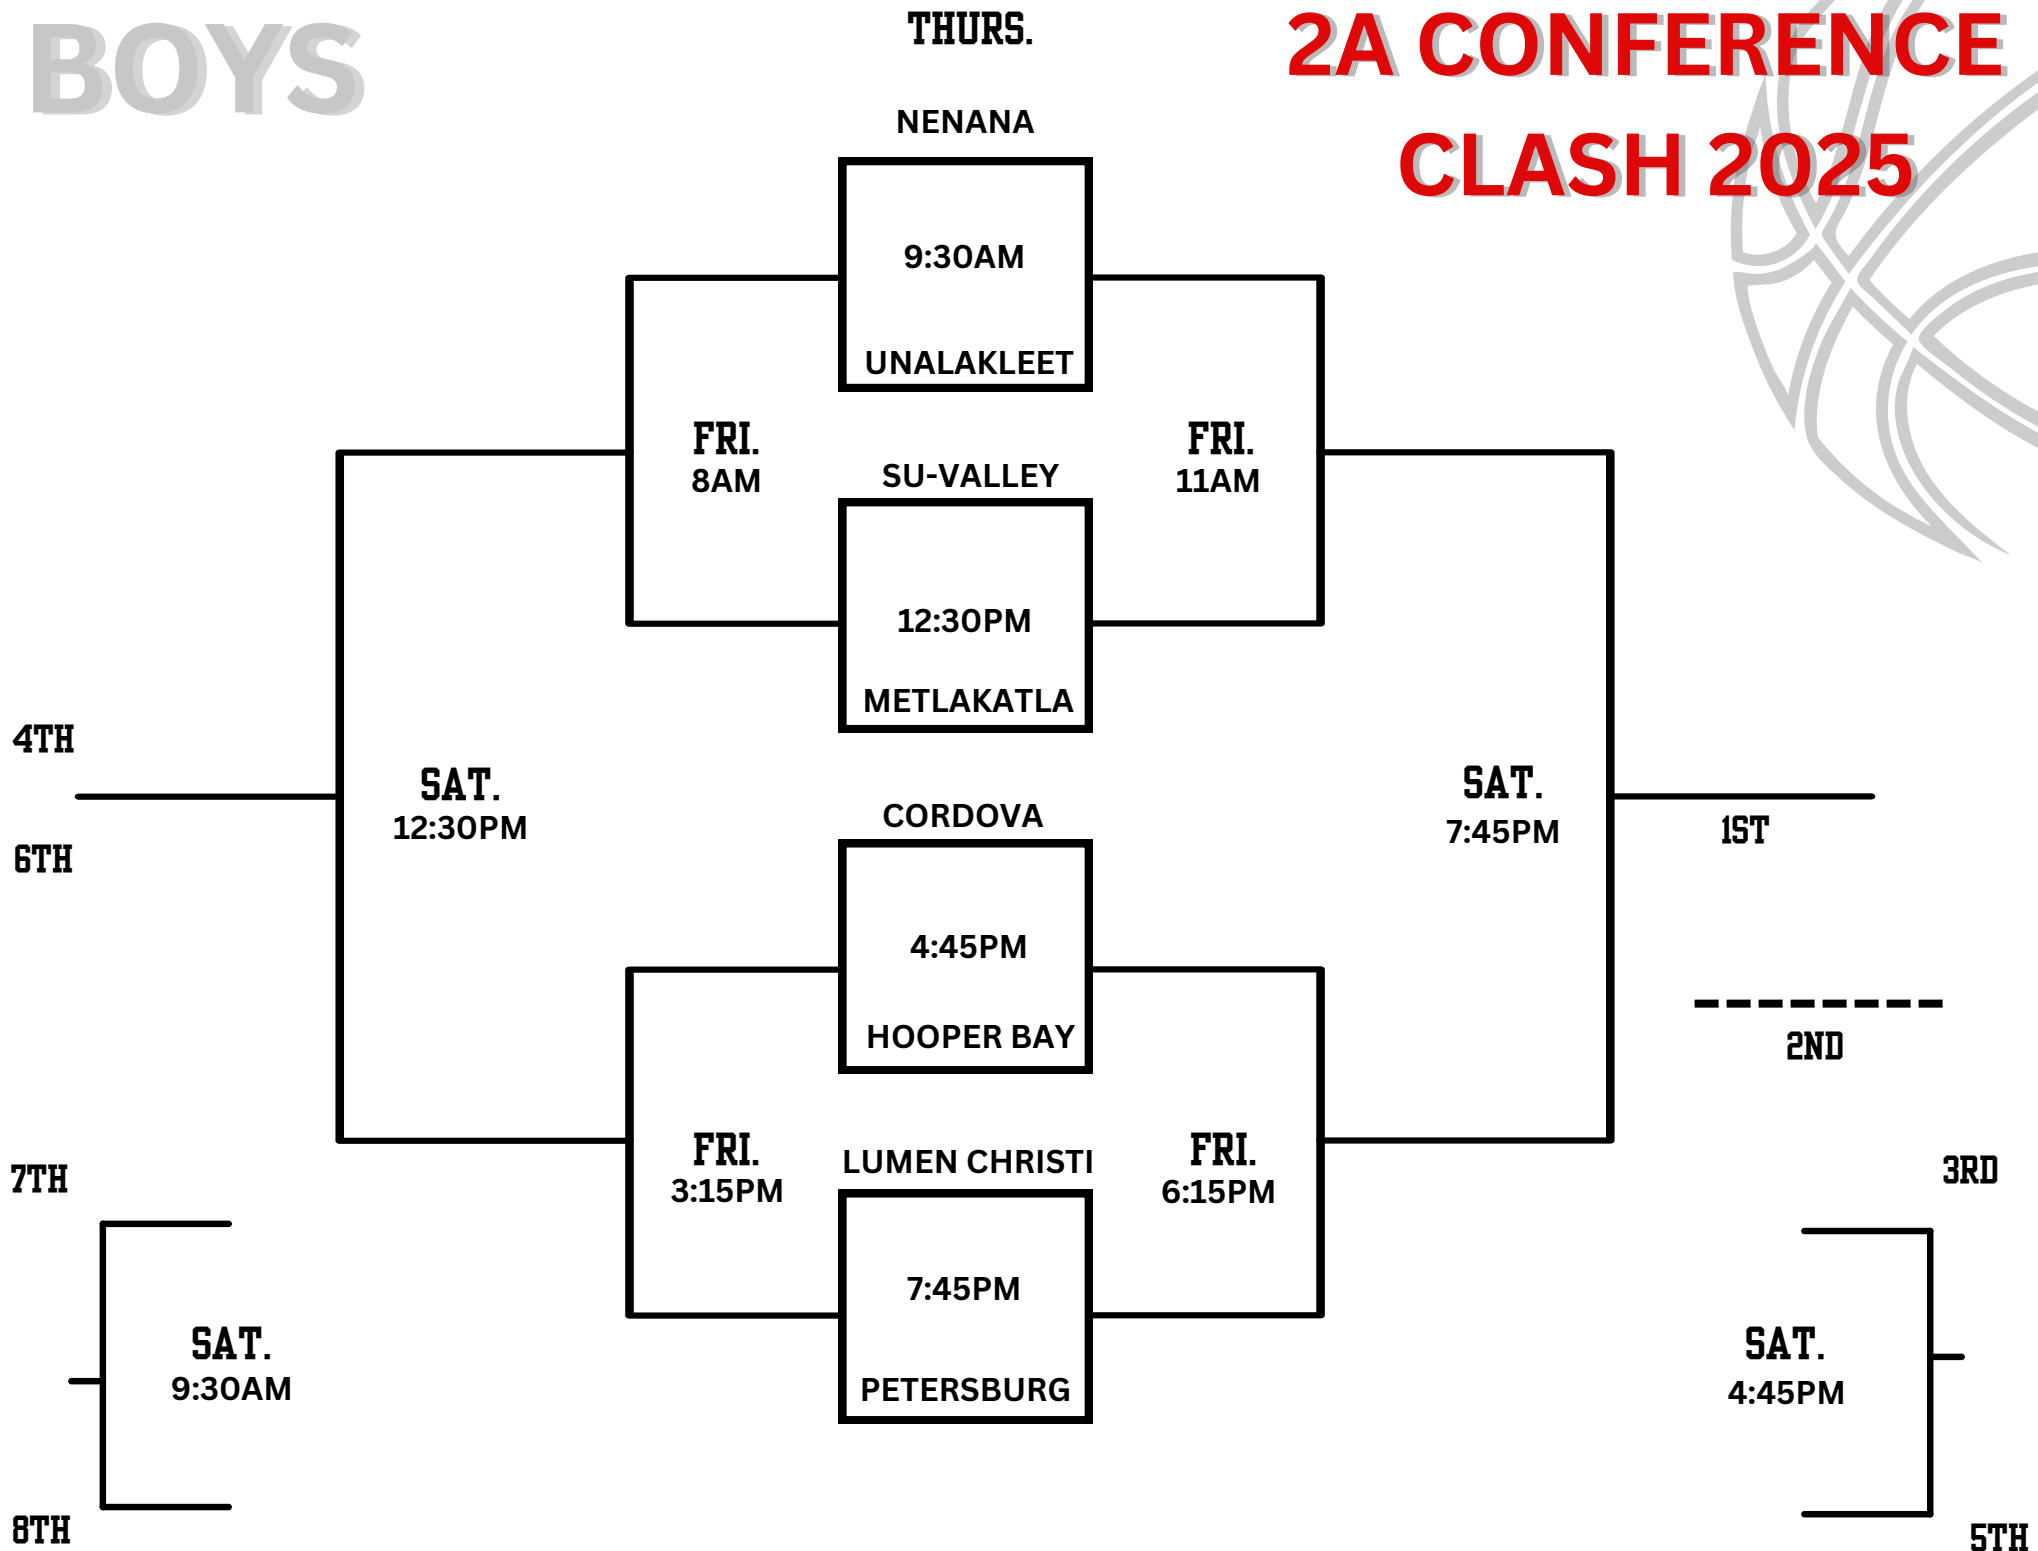 BOYS
THURS.
2A CONFERENCE
CLASH 2025
NENANA
9:30AM
UNALAKLEET
FRI.
8AM
FRI.
11AM
SU-VALLEY
12:30PM
METLAKATLA
4TH
6TH
SAT.
12:30PM
SAT.
7:45PM
1ST
CORDOVA
4:45PM
HOOPER BAY
2ND
FRI.
3:15PM
LUMEN CHRISTI
FRI.
6:15PM
7:45PM
PETERSBURG
7TH
SAT.
9:30AM
8TH
3RD
SAT.
4:45PM
5TH